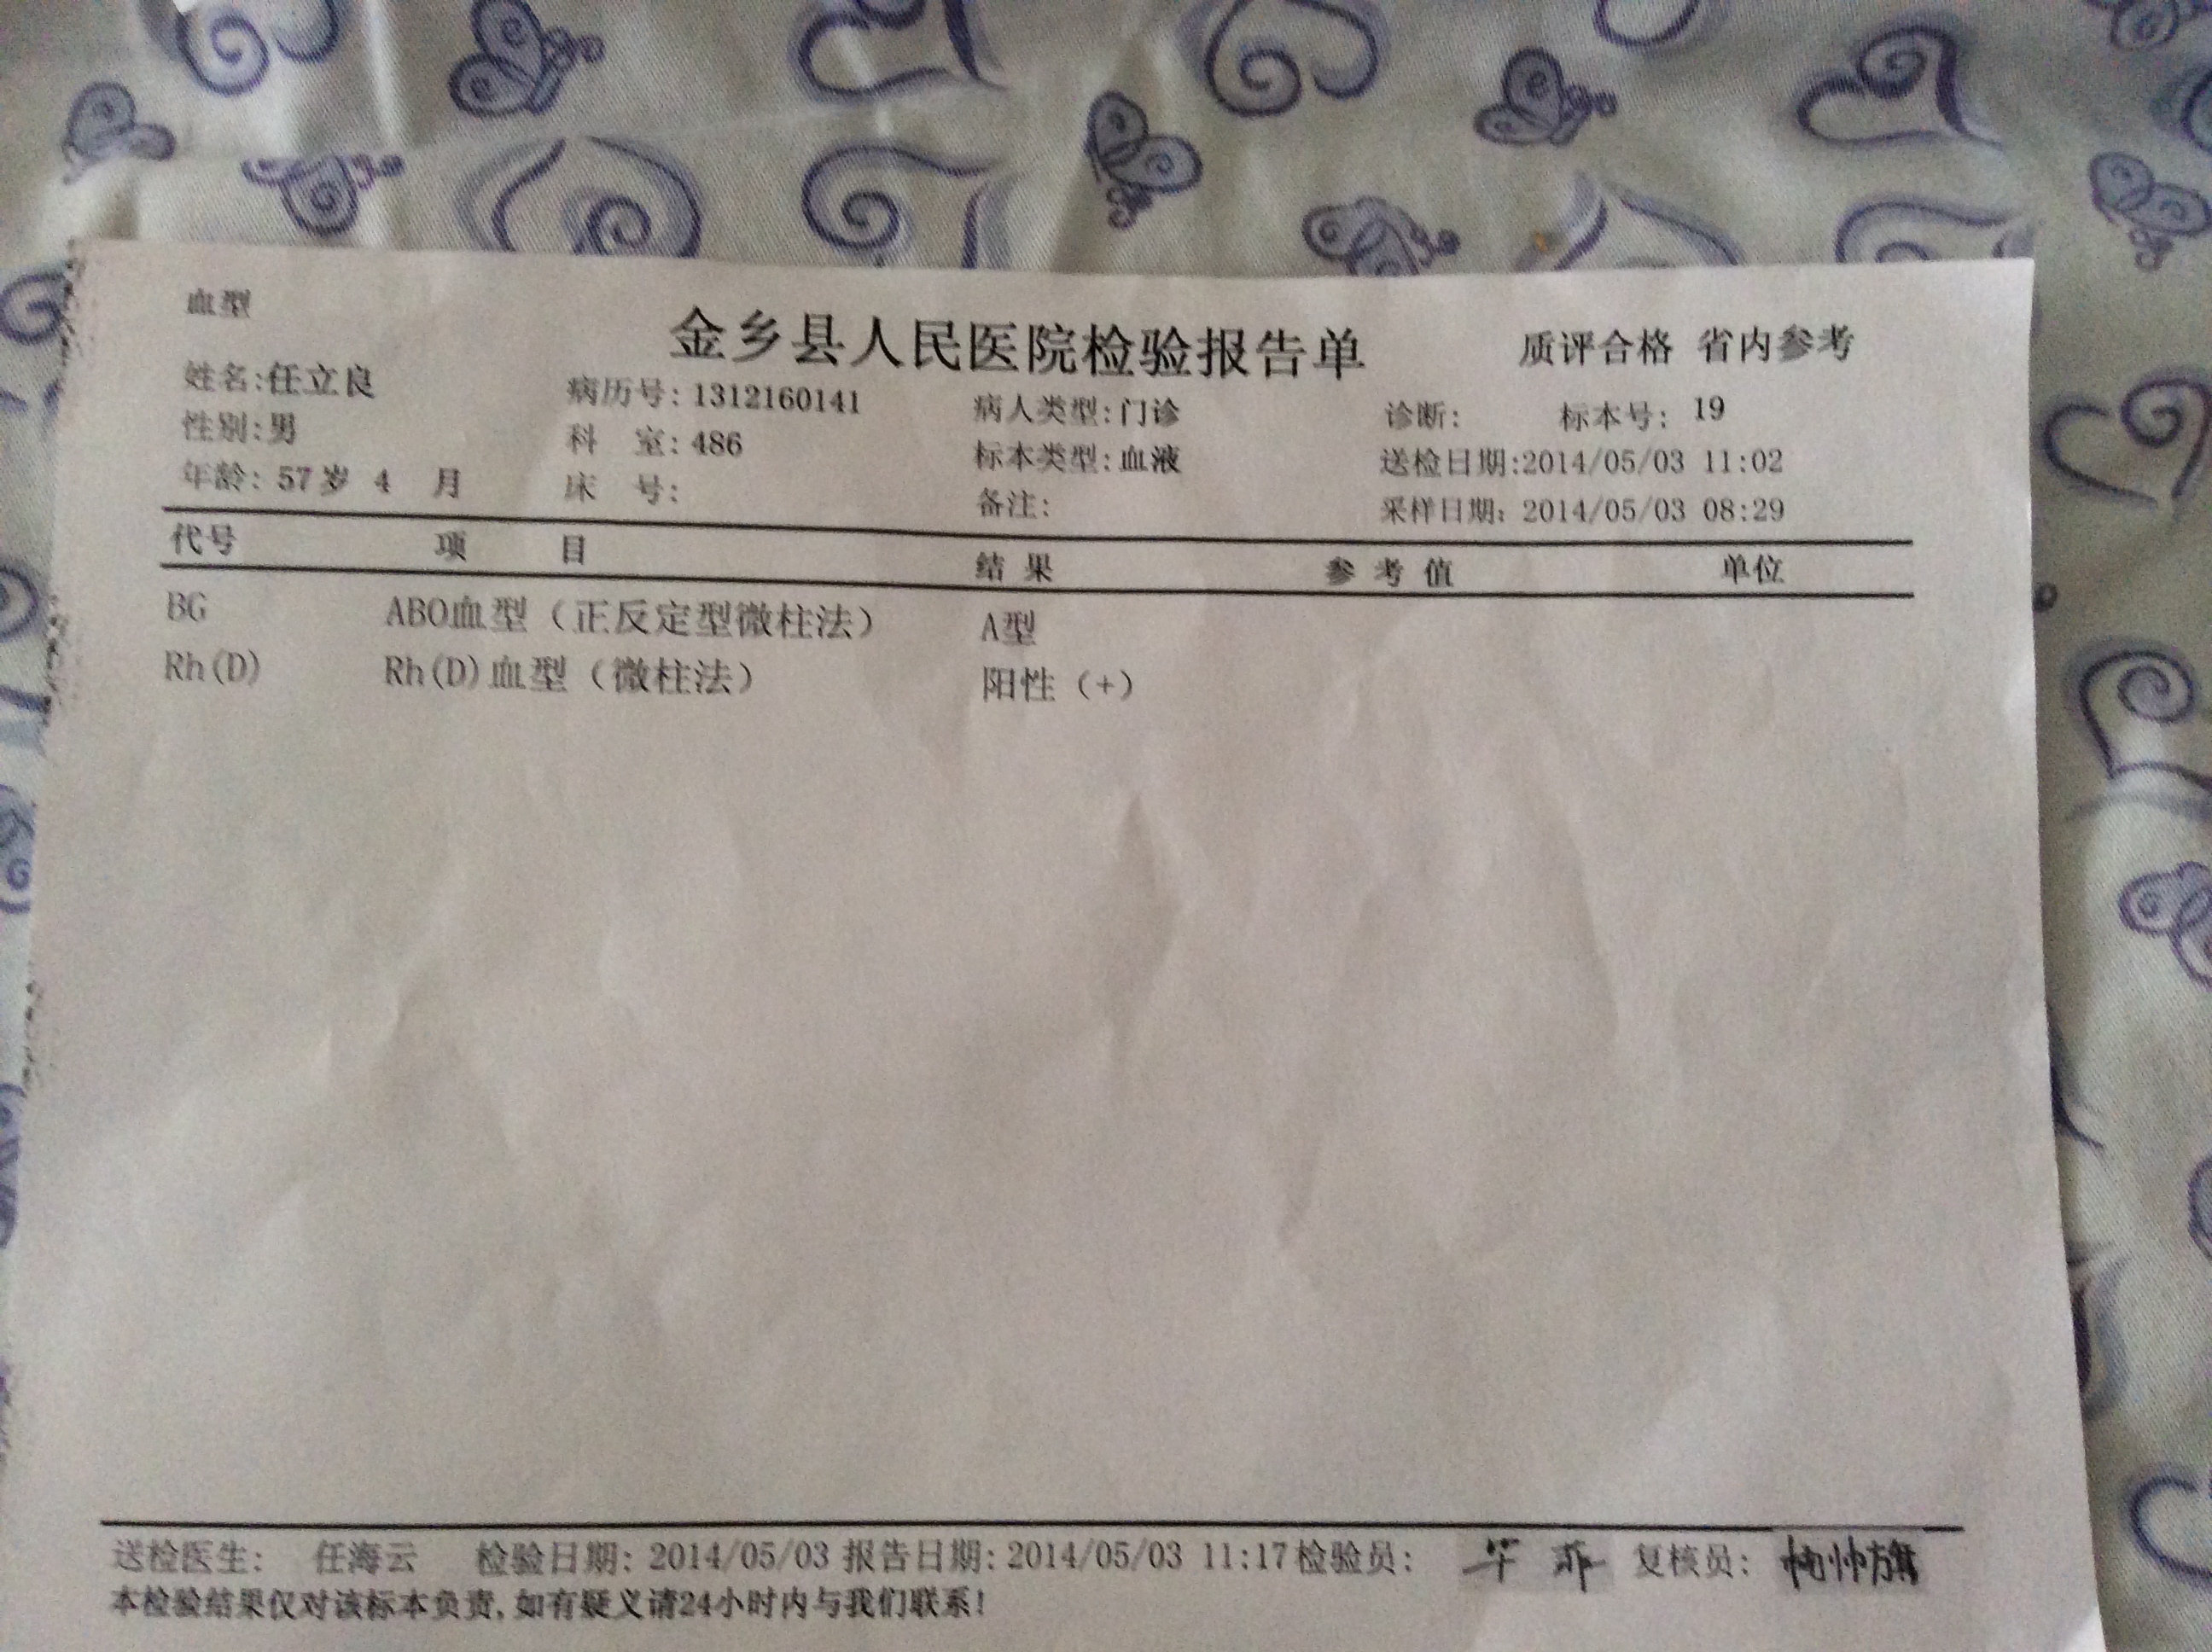 血型
金乡县人民医院检验报告单 质评合格 省内参考
姓名:任立良 病历号: 1312160141 病人类型:门诊 诊断: 标本号: 19
性别:男 科 室: 486 标本类型:血液 送检日期:2014/05/03 11:02
年龄: 57岁 4 月 床 号: 备注: 采样日期: 2014/05/03 08:29
代号 项 目 结 果 参 考 值 单位
BG ABO血型（正反定型微柱法） A型
Rh(D) Rh(D)血型（微柱法） 阳性（+）
送检医生: 任海云 检验日期: 2014/05/03 报告日期: 2014/05/03 11:17 检验员: 复核员:
本检验结果仅对该标本负责,如有疑义请24小时内与我们联系!